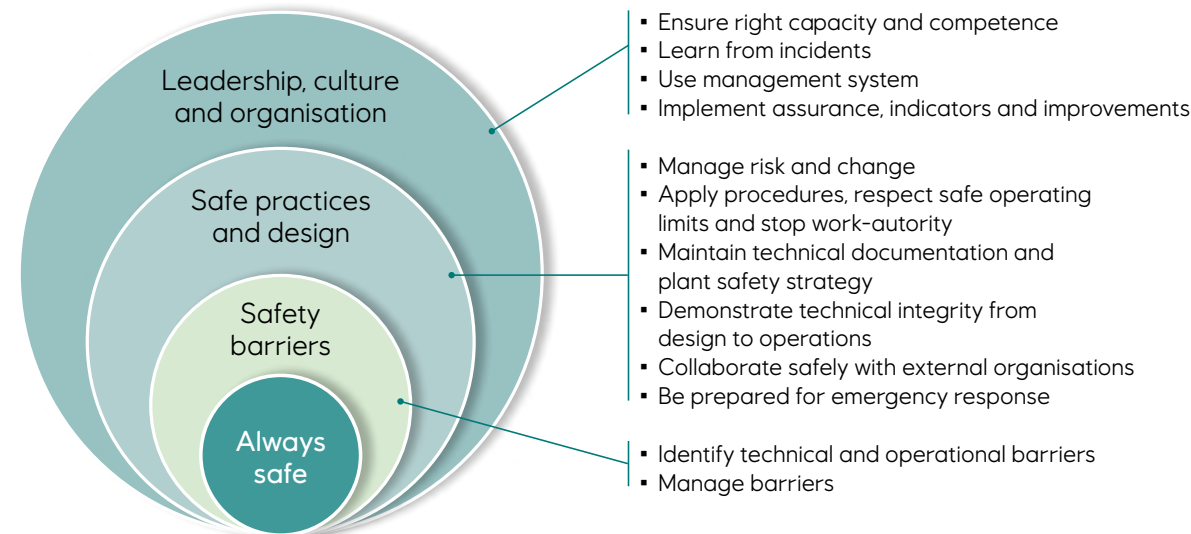 Leadership, culture
and organisation
▪ Ensure right capacity and competence
▪ Learn from incidents
▪ Use management system
▪ Implement assurance, indicators and improvements
Safe practices
and design
▪ Manage risk and change
▪ Apply procedures, respect safe operating
limits and stop work-autority
▪ Maintain technical documentation and
plant safety strategy
▪ Demonstrate technical integrity from
design to operations
▪ Collaborate safely with external organisations
▪ Be prepared for emergency response
Safety
barriers
▪ Identify technical and operational barriers
▪ Manage barriers
Always
safe